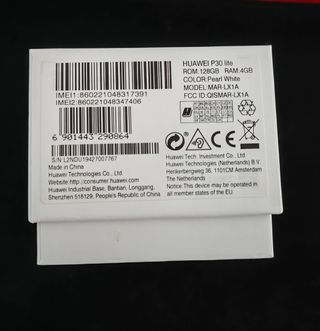 HUAWEI P30 lite
ROM:128GB RAM:4GB
COLOR:Pearl White
MODEL:MAR-LX1A
FCC ID:QISMAR-LX1A
IMEI1:860221048317391
IMEI2:860221048347406
6 901443 290864
S/N:L2NDU19427007767
Made in China
Huawei Technologies Co., Ltd.
Website:http://consumer.huawei.com
Huawei Industrial Base, Bantian, Longgang,
Shenzhen 518129, People's Republic of China
Huawei Tech. Investment Co., Ltd
Huawei Technologies (Netherlands) B.V.
Herikerbergweg 36, 1101CM Amsterdam
The Netherlands
This device may be operated in
all member states of the EU.